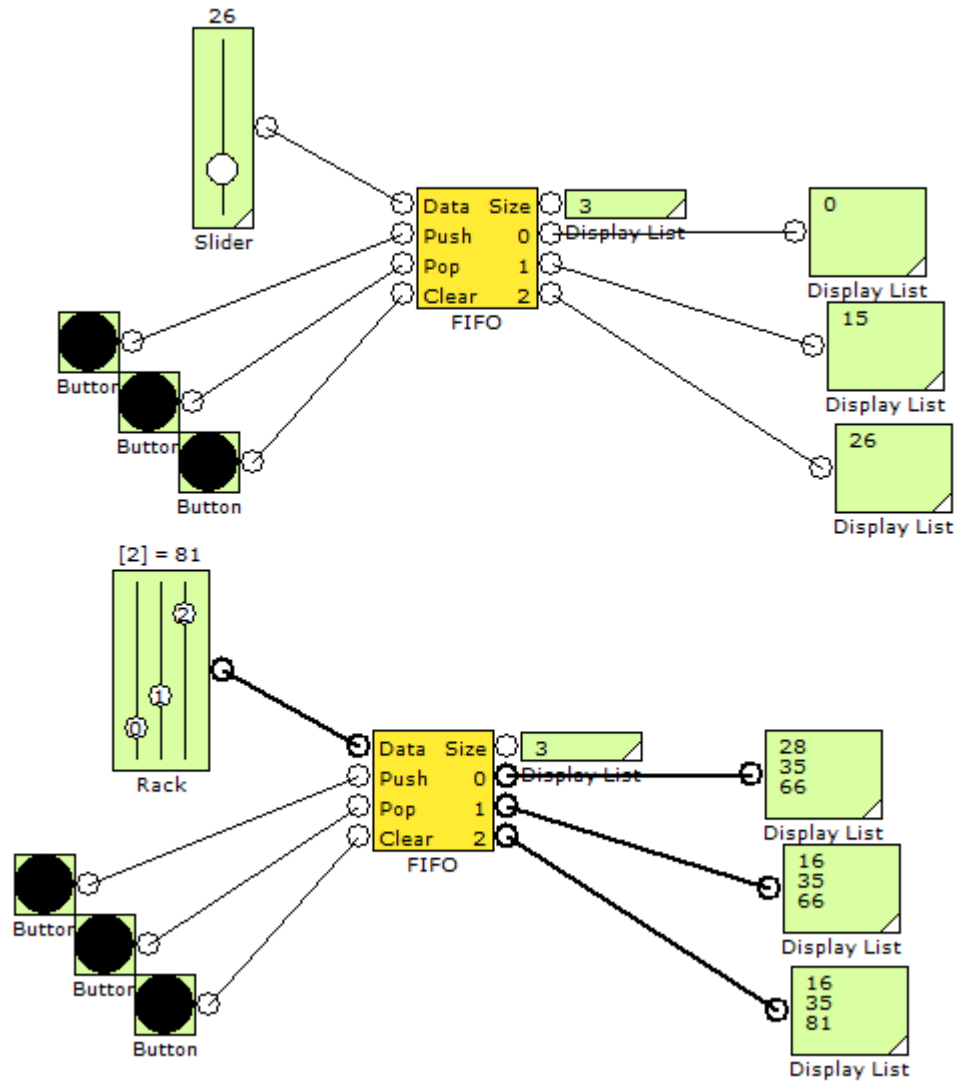 26
Slider
Data Size
Push 0
Pop 1
Clear 2
FIFO
3
Display List
0
Display List
15
Display List
26
Display List
Button
Button
Button
[2] = 81
0
1
2
Rack
Data Size
Push 0
Pop 1
Clear 2
FIFO
3
Display List
28
35
66
Display List
16
35
66
Display List
16
35
81
Display List
Button
Button
Button